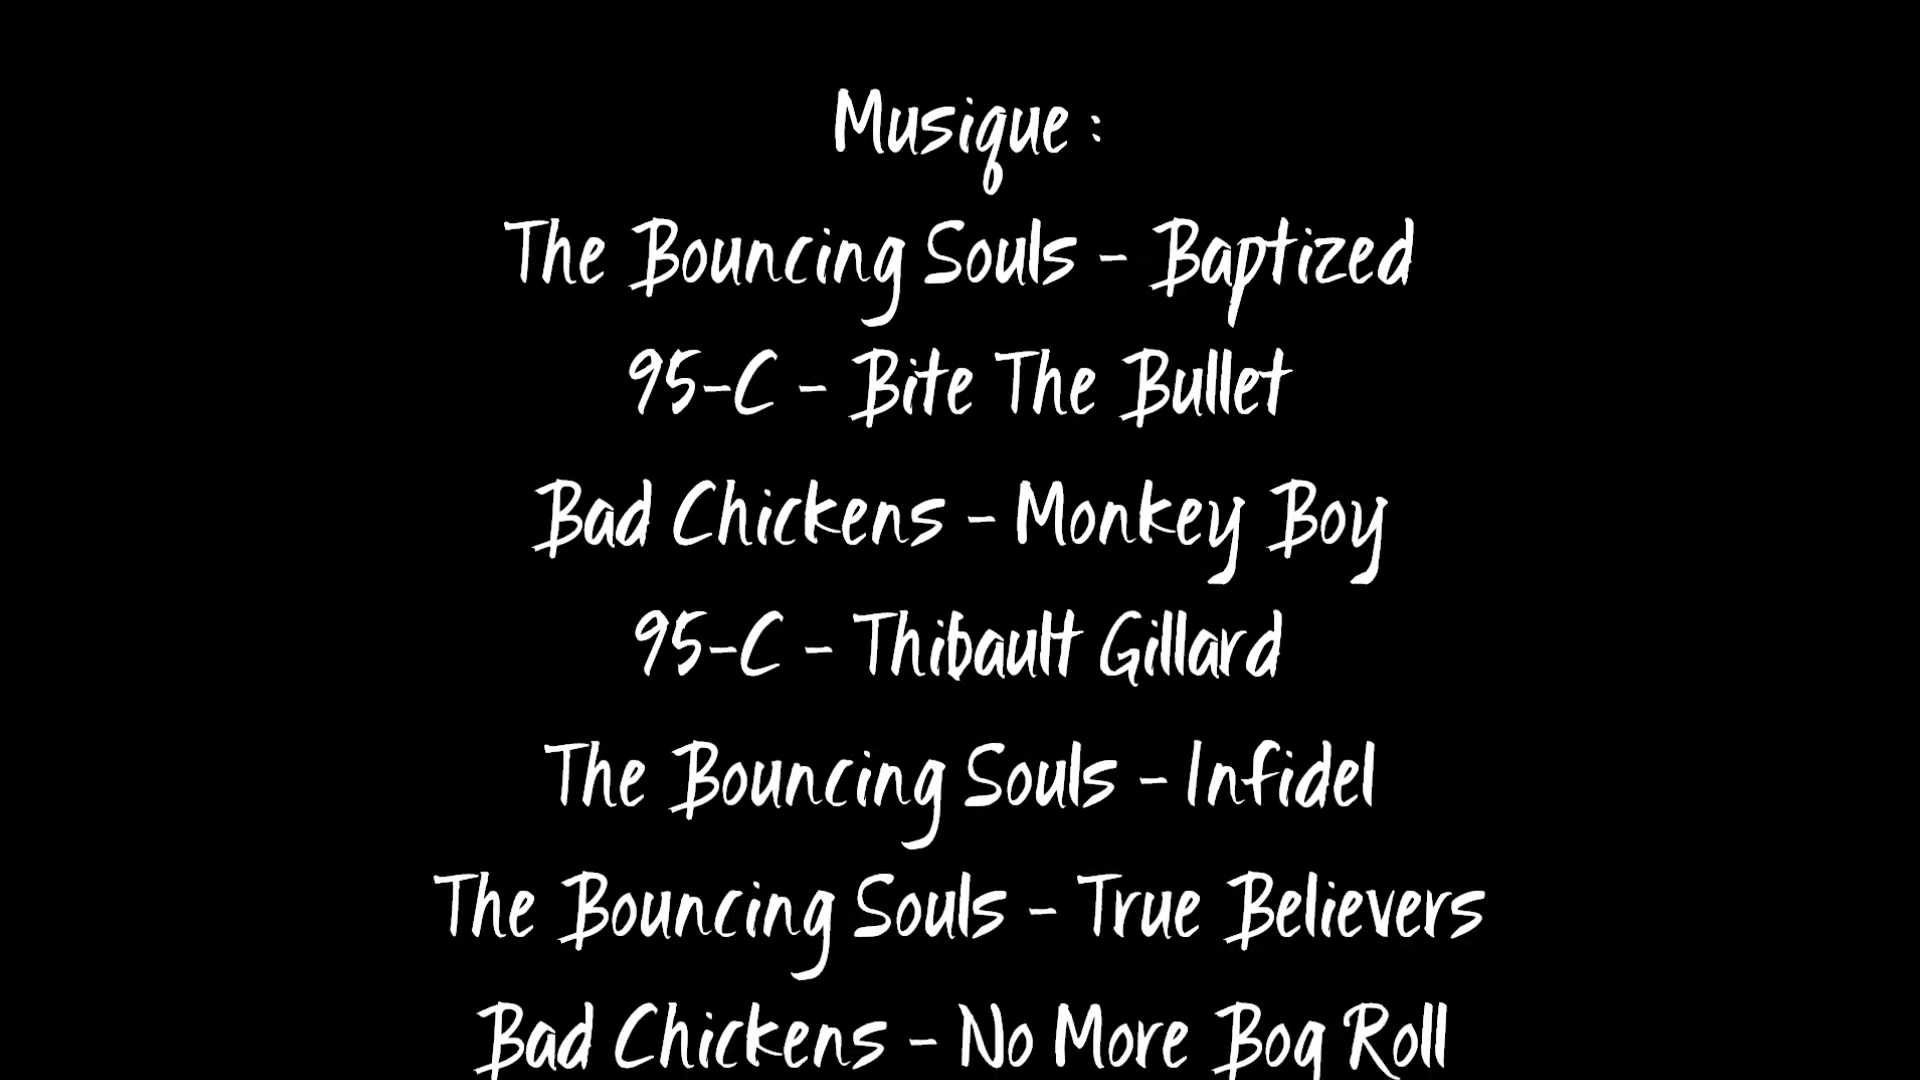 Musique :
The Bouncing Souls - Baptized
95-C - Bite The Bullet
Bad Chickens - Monkey Boy
95-C - Thibault Gillard
The Bouncing Souls - Infidel
The Bouncing Souls - True Believers
Bad Chickens - No More Bog Roll